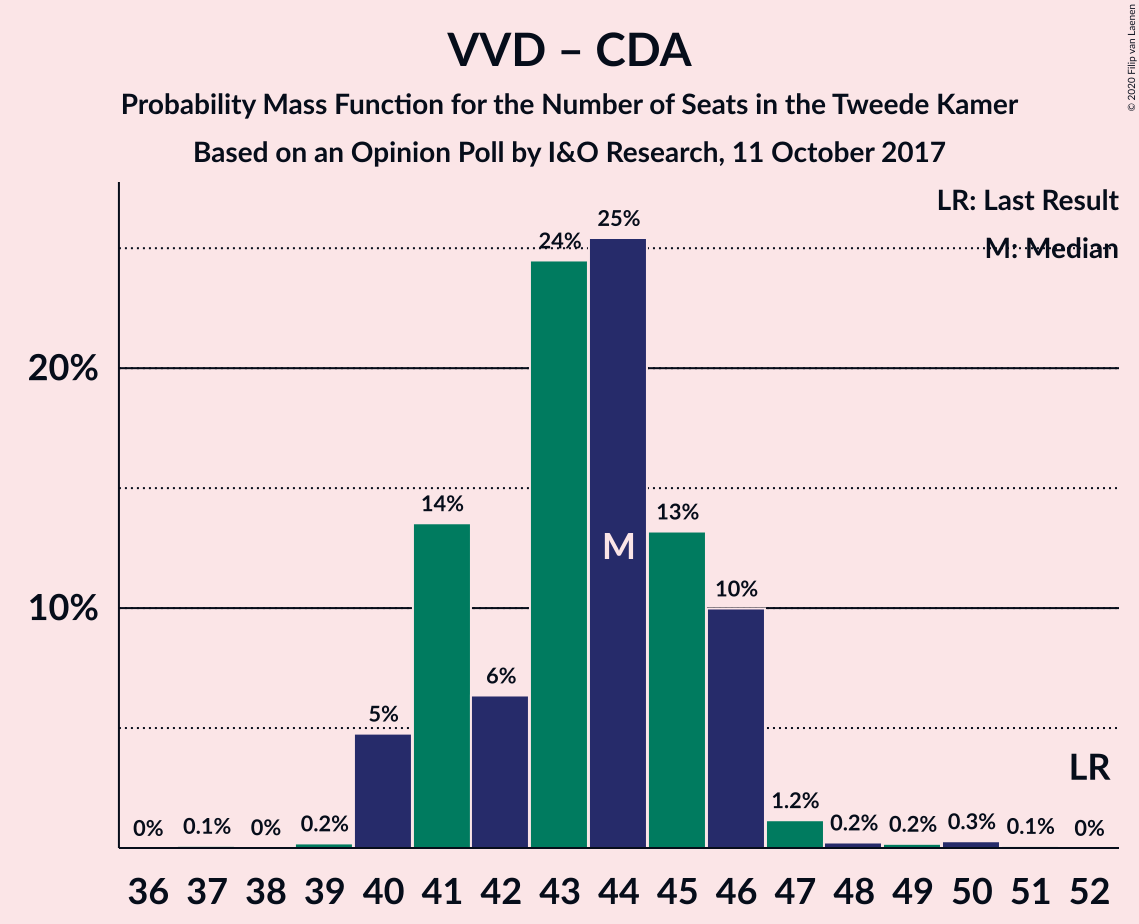 VVD – CDA
Probability Mass Function for the Number of Seats in the Tweede Kamer
Based on an Opinion Poll by I&O Research, 11 October 2017
© 2020 Filip van Laenen
LR: Last Result
M: Median
25%
24%
20%
14%
13%
M
10%
10%
6%
5%
LR
0% 0.1% 0% 0.2% 1.2% 0.2% 0.2% 0.3% 0.1% 0%
36 37 38 39 40 41 42 43 44 45 46 47 48 49 50 51 52